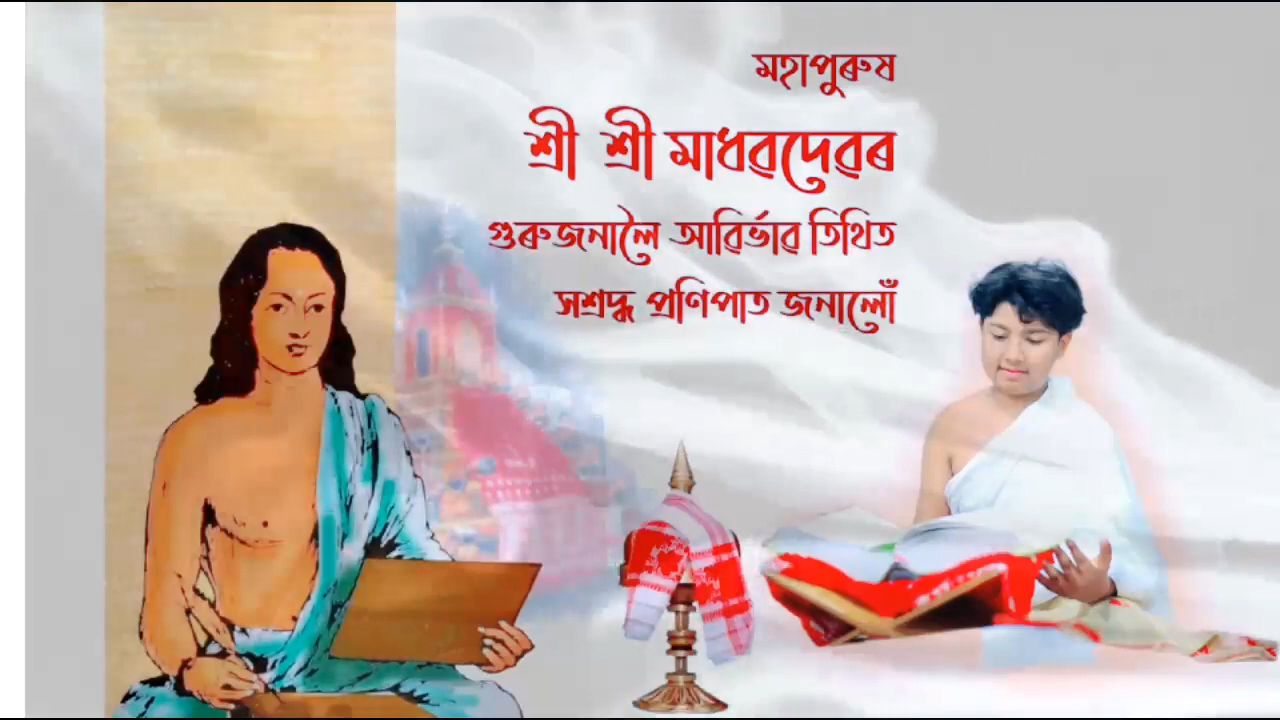 মহাপুৰুষ
শ্ৰী শ্ৰী মাধৱদেৱৰ
গুৰুজনালৈ আৱিৰ্ভাৱ তিথিত
সশ্ৰদ্ধ প্ৰণিপাত জনালোঁ